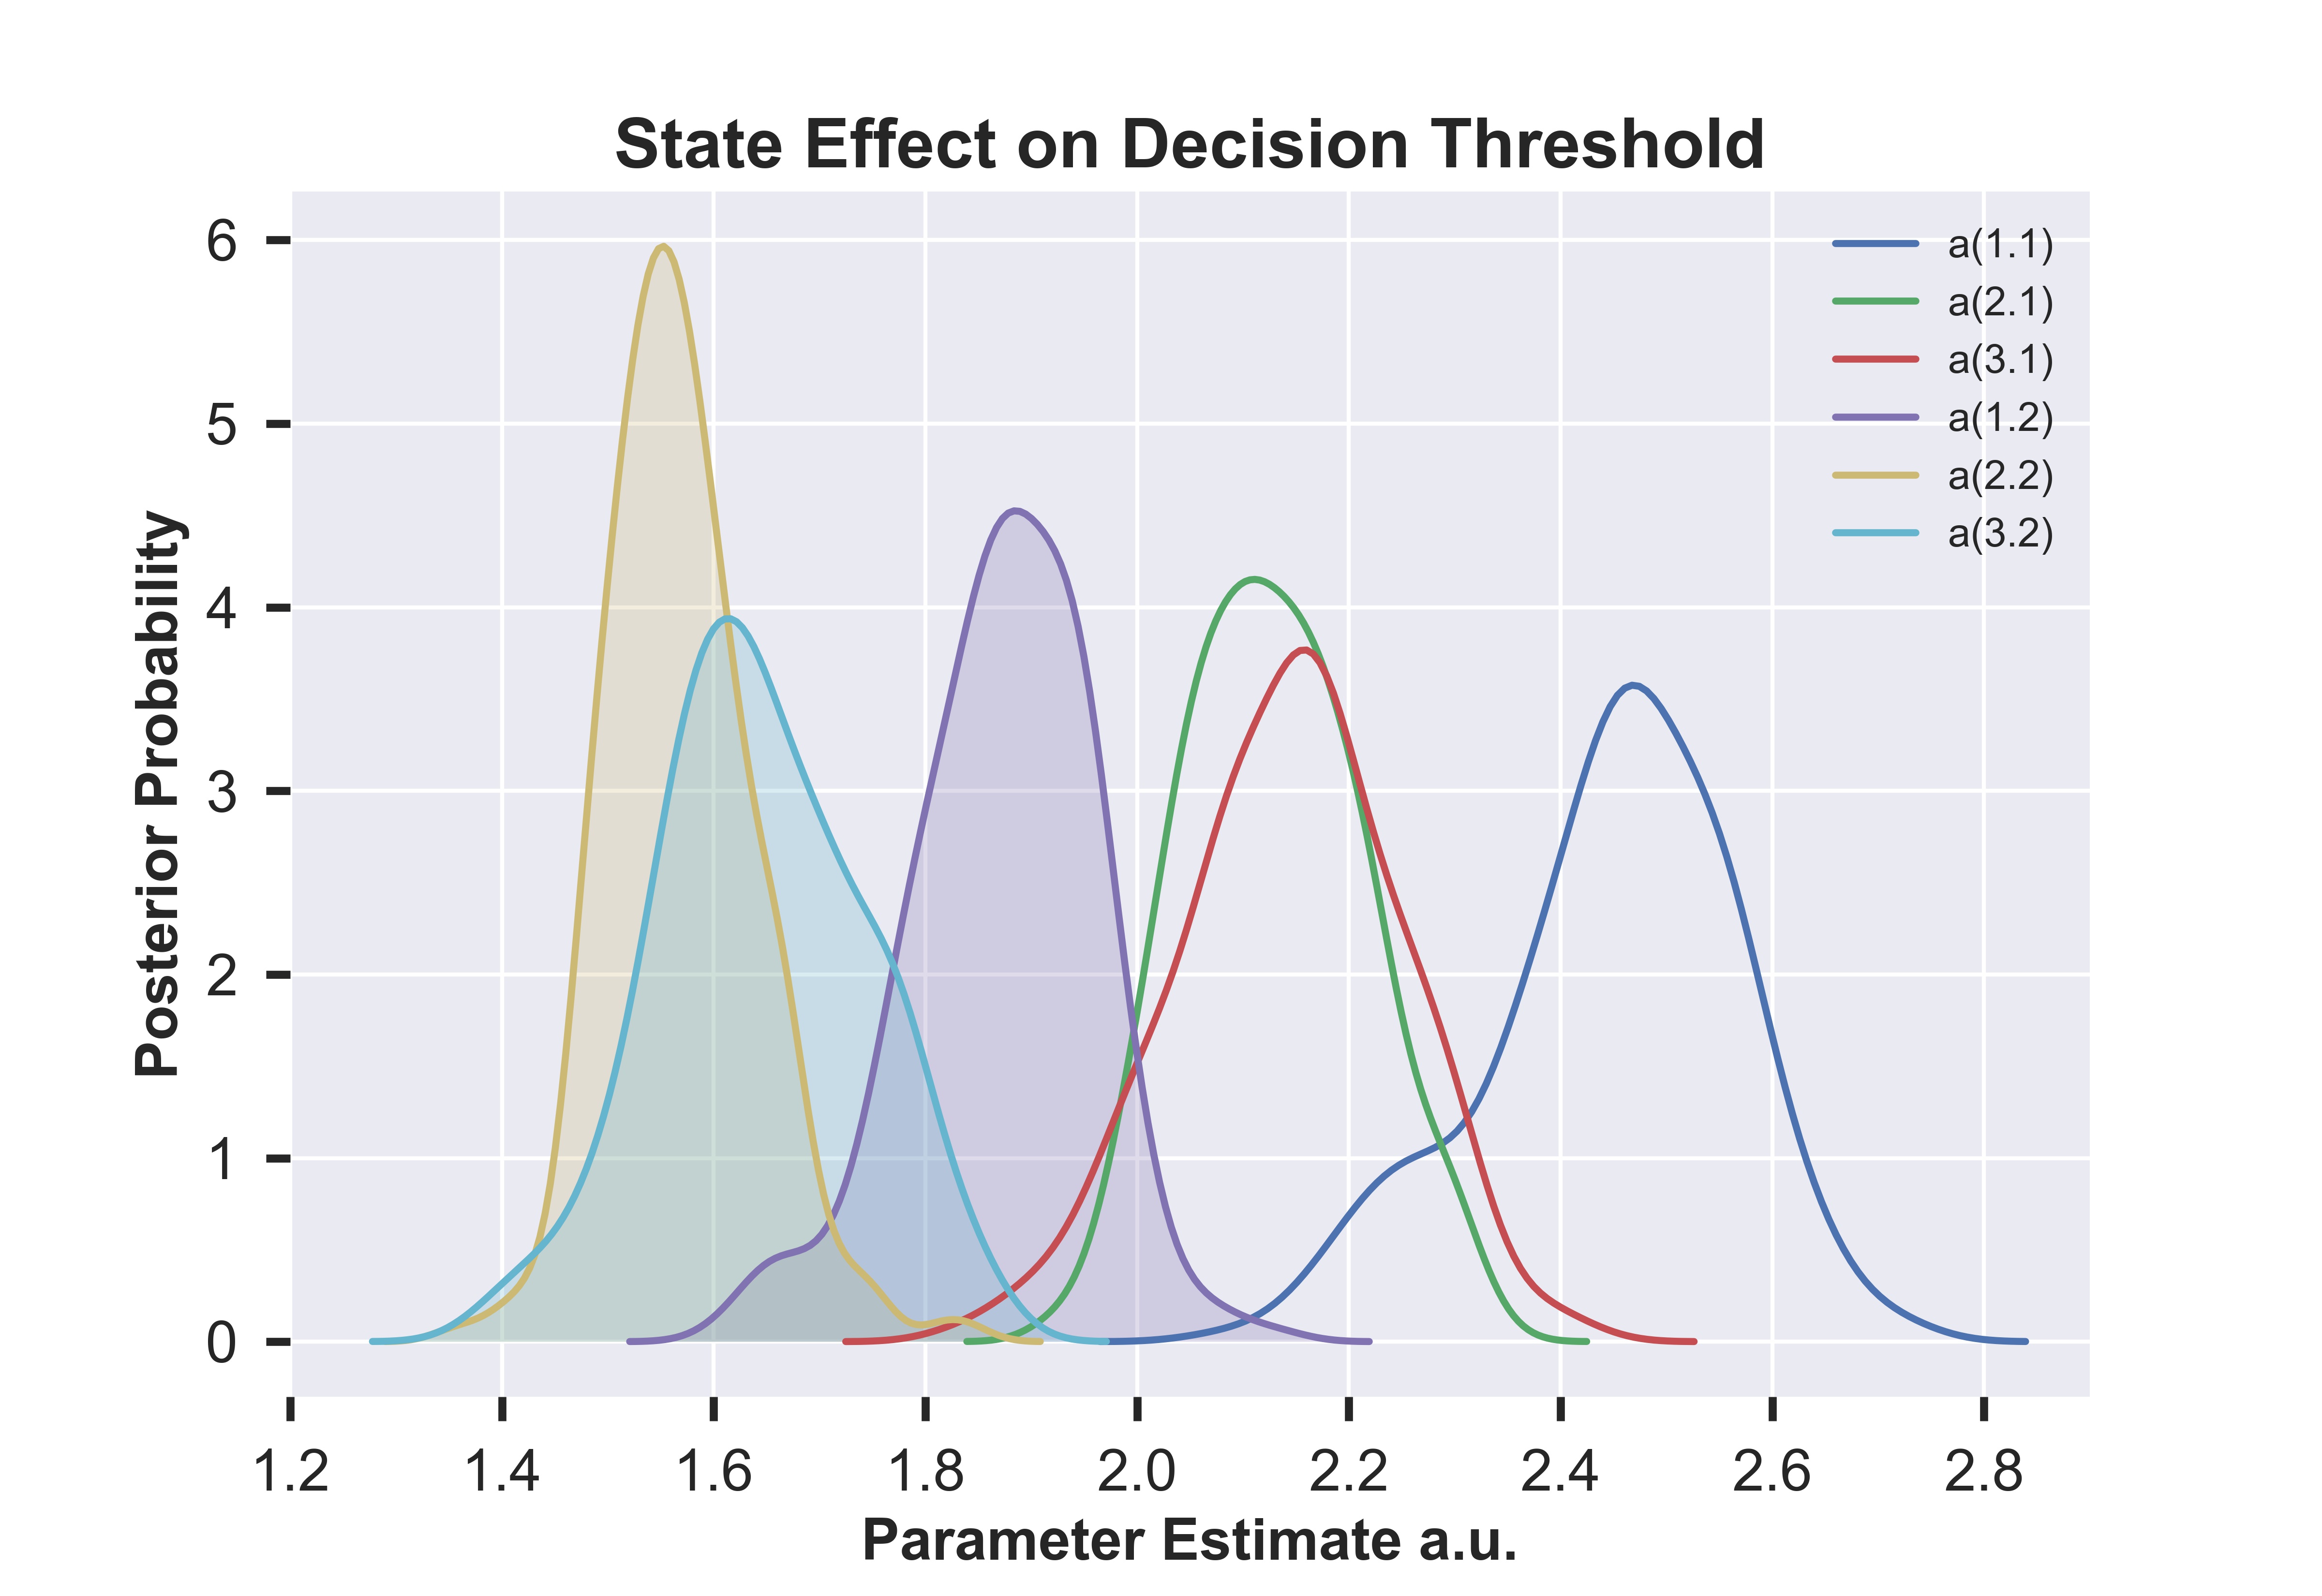 State Effect on Decision Threshold
6
5
4
3
2
1
0
Posterior Probability
a(1.1)
a(2.1)
a(3.1)
a(1.2)
a(2.2)
a(3.2)
1.2 1.4 1.6 1.8 2.0 2.2 2.4 2.6 2.8
Parameter Estimate a.u.